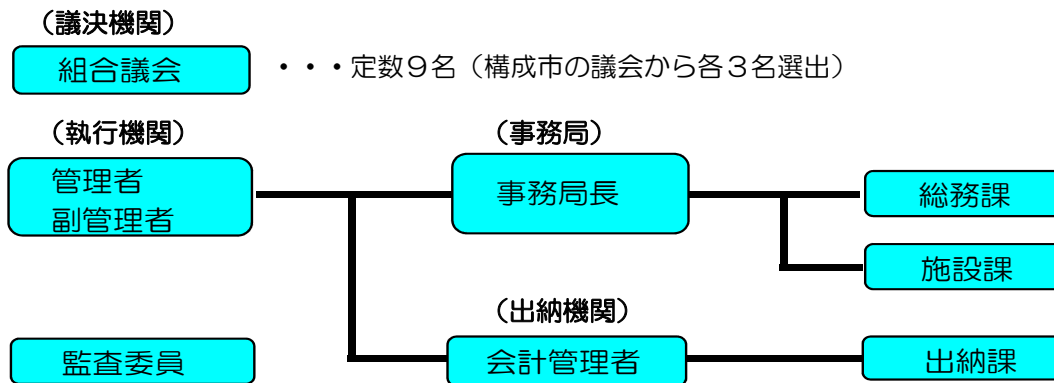 （議決機関）
組合議会
・・・定数９名（構成市の議会から各３名選出）
（執行機関）
管理者
副管理者
（事務局）
事務局長
総務課
施設課
（出納機関）
監査委員
会計管理者
出納課